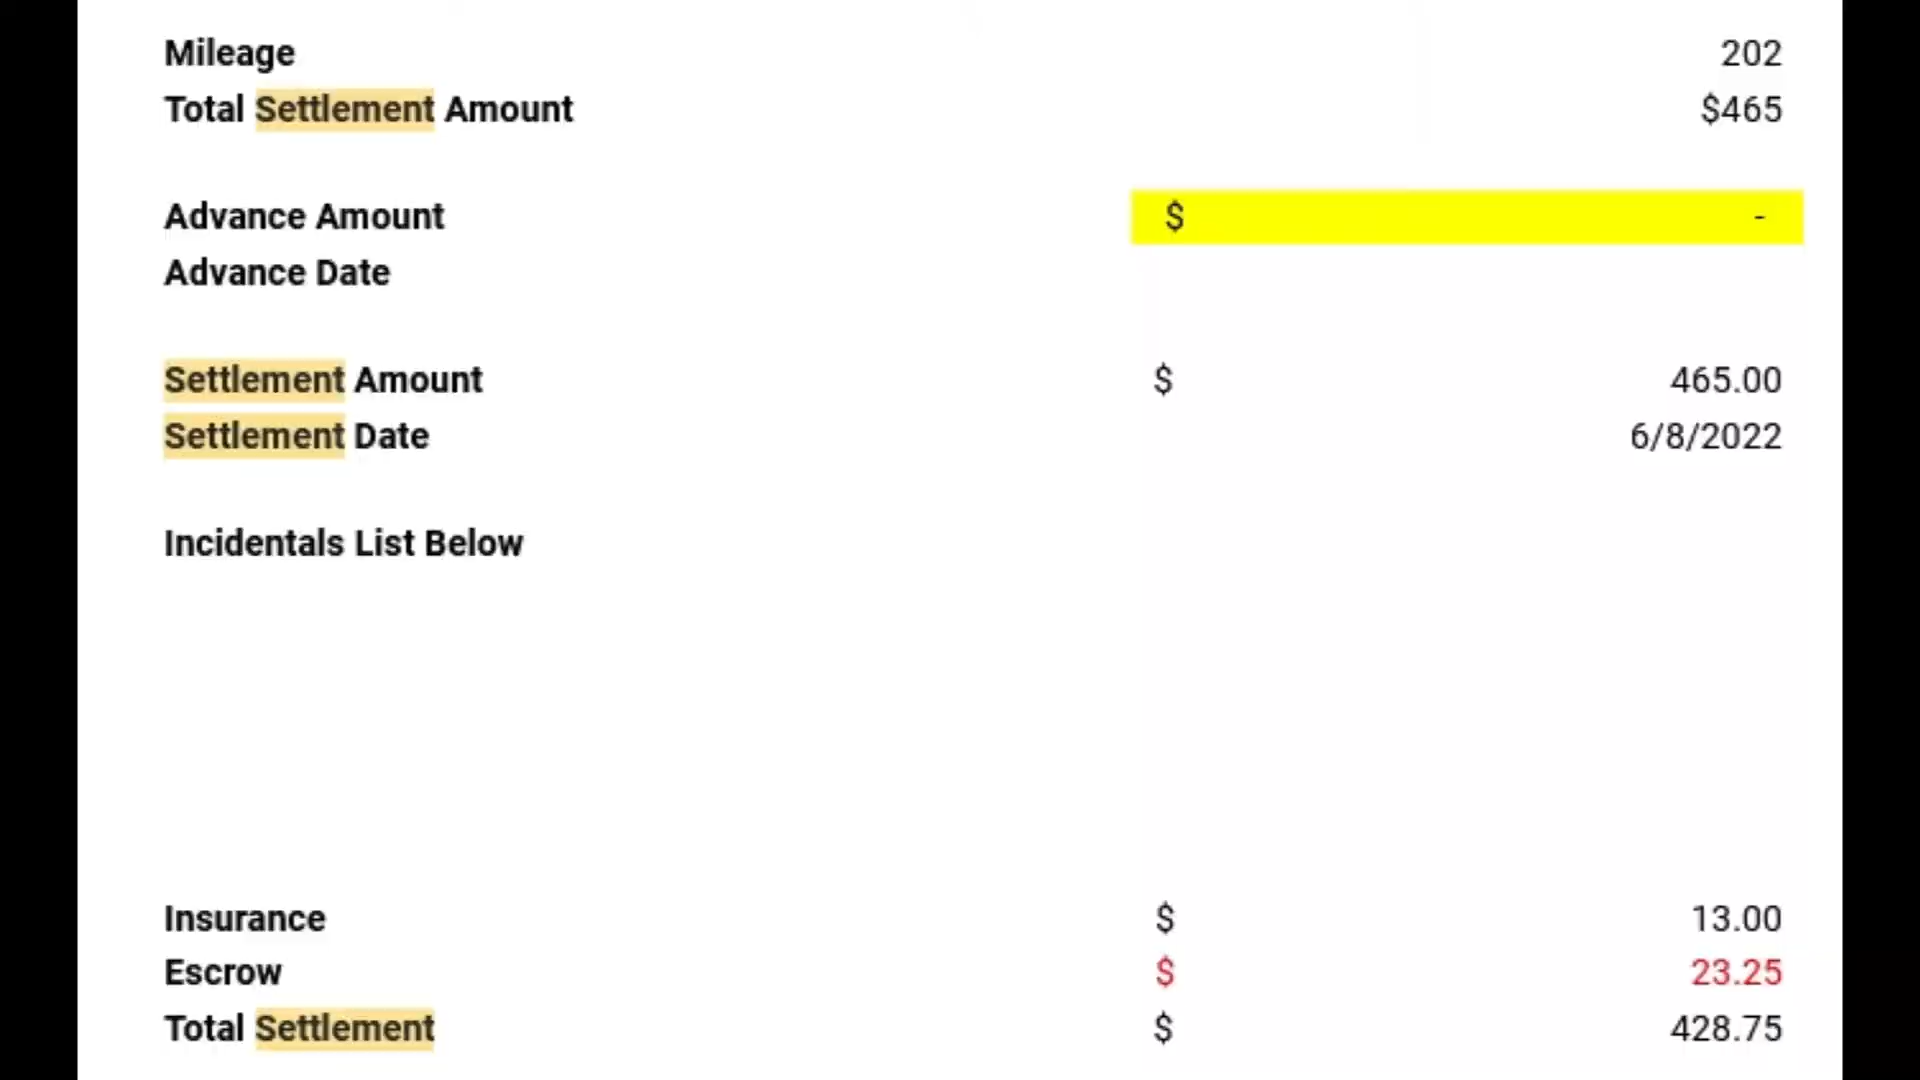 Mileage 202
Total Settlement Amount $465
Advance Amount $ -
Advance Date
Settlement Amount $ 465.00
Settlement Date 6/8/2022
Incidentals List Below
Insurance $ 13.00
Escrow $ 23.25
Total Settlement $ 428.75